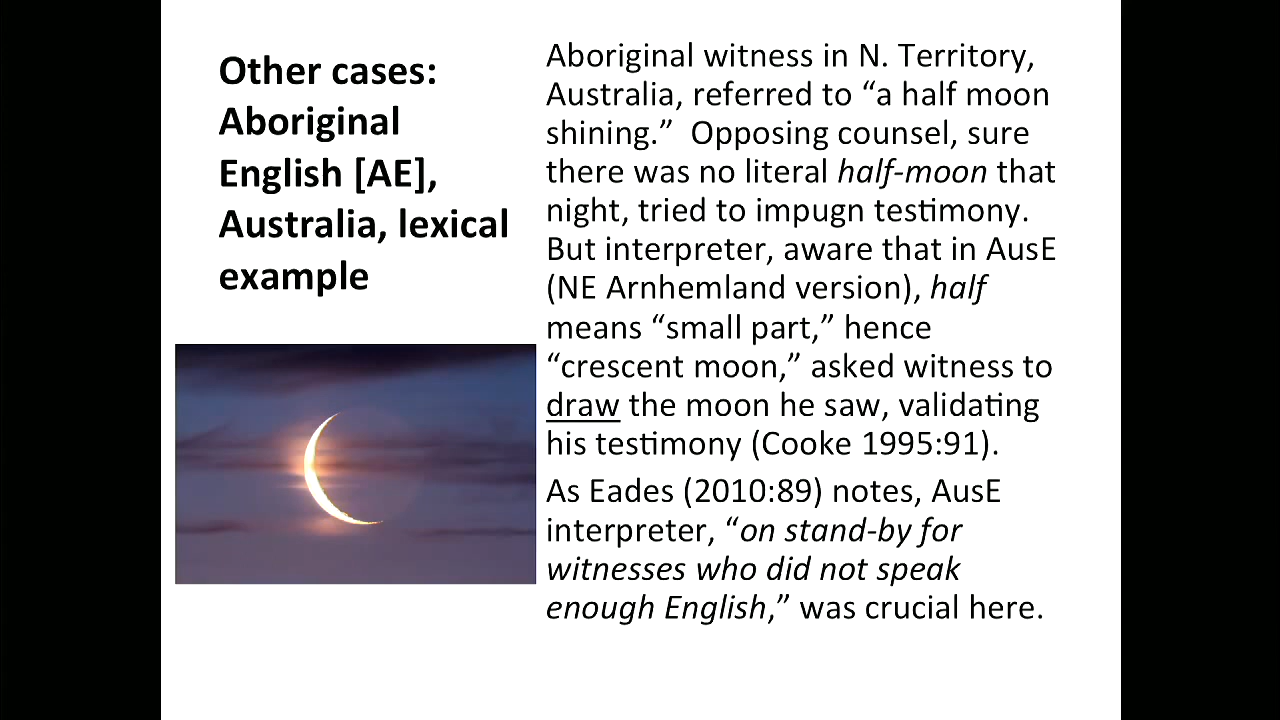 Other cases:
Aboriginal
English [AE],
Australia, lexical
example
Aboriginal witness in N. Territory,
Australia, referred to “a half moon
shining.”  Opposing counsel, sure
there was no literal half-moon that
night, tried to impugn testimony.
But interpreter, aware that in AusE
(NE Arnhemland version), half
means “small part,” hence
“crescent moon,” asked witness to
draw the moon he saw, validating
his testimony (Cooke 1995:91).
As Eades (2010:89) notes, AusE
interpreter, “on stand-by for
witnesses who did not speak
enough English,” was crucial here.